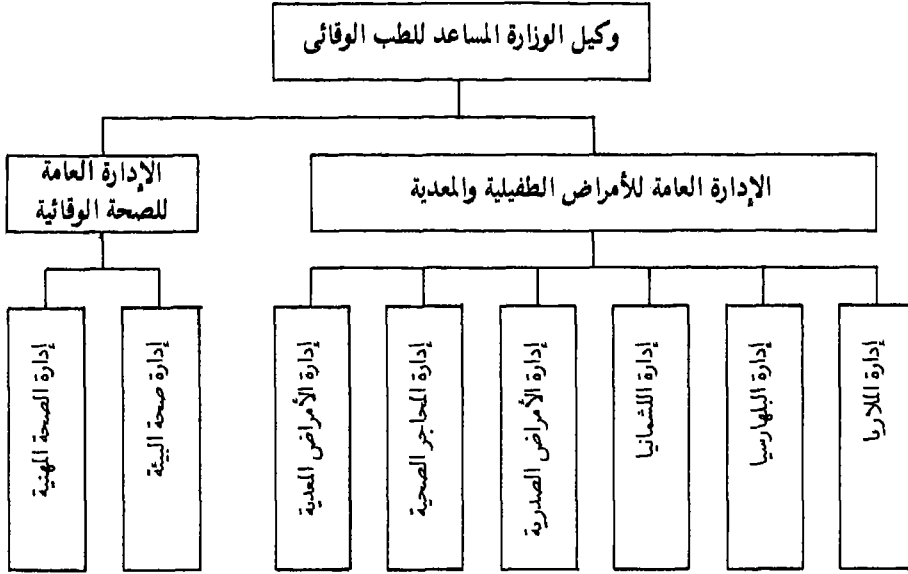 وكيل الوزارة المساعد للطب الوقائى
الإدارة العامة للأمراض الطفيلية والمعدية
الإدارة العامة
للصحة الوقائية
إدارة الملاريا
إدارة البلهارسيا
إدارة اللشمانيا
إدارة الأمراض الصدرية
إدارة المحاجر الصحية
إدارة الأمراض المعدية
إدارة صحة البيئة
إدارة الصحة المهنية